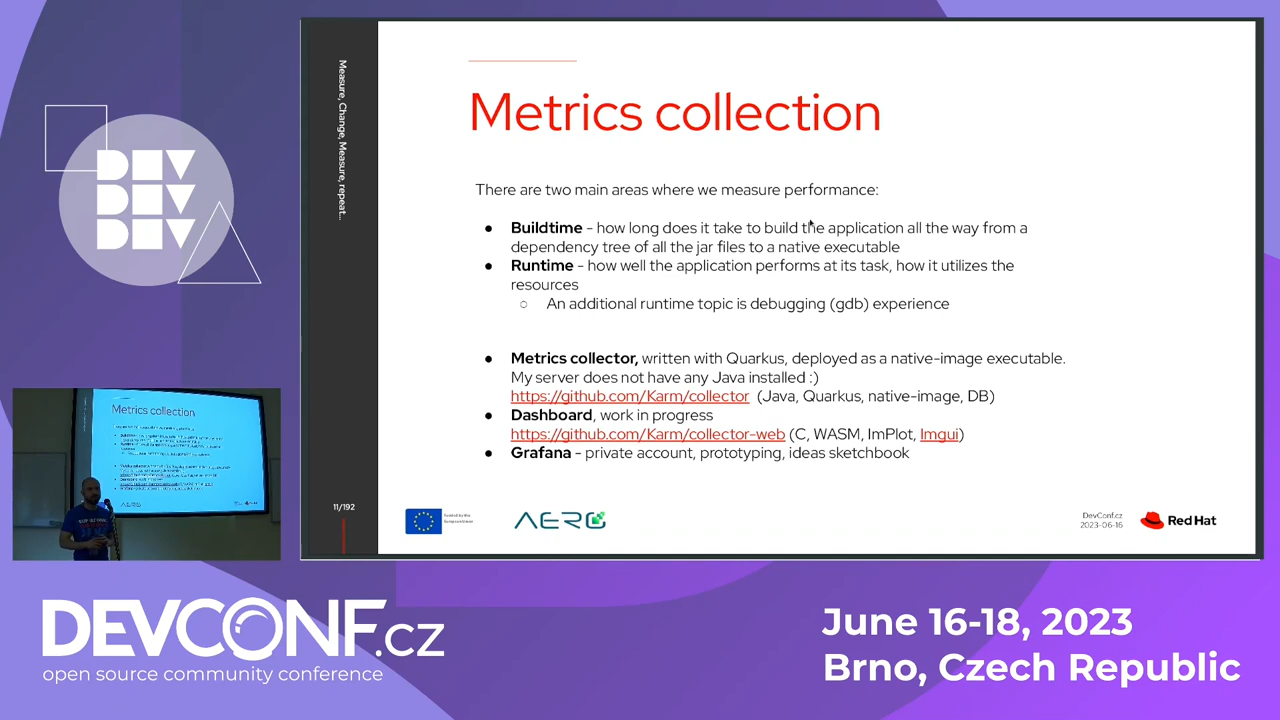 DEV
DEV
DEV
Measure, Change, Measure, repeat...
Metrics collection
There are two main areas where we measure performance:
● Buildtime - how long does it take to build the application all the way from a
dependency tree of all the jar files to a native executable
● Runtime - how well the application performs at its task, how it utilizes the
resources
○ An additional runtime topic is debugging (gdb) experience
● Metrics collector, written with Quarkus, deployed as a native-image executable.
My server does not have any Java installed :)
https://github.com/Karm/collector (Java, Quarkus, native-image, DB)
● Dashboard, work in progress
https://github.com/Karm/collector-web (C, WASM, ImPlot, Imgui)
● Grafana - private account, prototyping, ideas sketchbook
11/192
Funded by the
European Union
AERO
DevConf.cz
2023-06-16
Red Hat
Metrics collection
AERO
DEVCONF.cz
open source community conference
June 16-18, 2023
Brno, Czech Republic